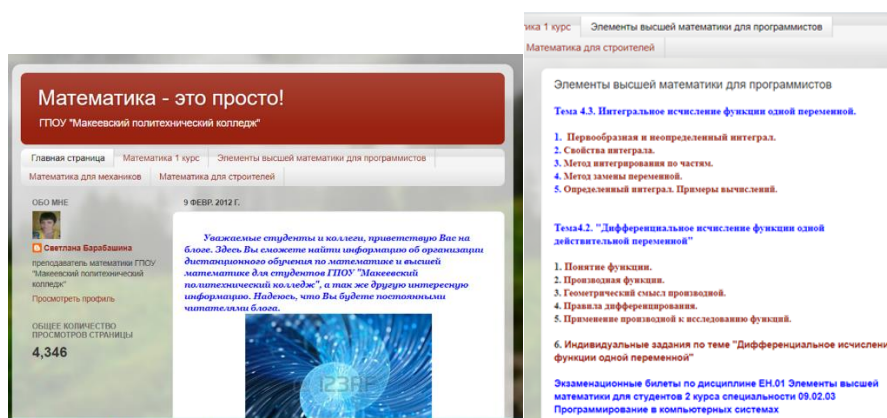 Математика - это просто!
ГПОУ "Макеевский политехнический колледж"
Главная страница Математика 1 курс Элементы высшей математики для программистов
Математика для механиков Математика для строителей
ОБО МНЕ
Светлана Барабашина
преподаватель математики ГПОУ
"Макеевский политехнический
колледж"
Просмотреть профиль
ОБЩЕЕ КОЛИЧЕСТВО
ПРОСМОТРОВ СТРАНИЦЫ
4,346
9 ФЕВР. 2012 Г.
Уважаемые студенты и коллеги, приветствую Вас на
блоге. Здесь Вы сможете найти информацию об организации
дистанционного обучения по математике и высшей
математике для студентов ГПОУ "Макеевский
политехнический колледж", а так же другую интересную
информацию. Надеюсь, что Вы будете постоянными
читателями блога.
123RF
тика 1 курс Элементы высшей математики для программистов
Математика для строителей
Элементы высшей математики для программистов
Тема 4.3. Интегральное исчисление функции одной переменной.
1. Первообразная и неопределенный интеграл.
2. Свойства интеграла.
3. Метод интегрирования по частям.
4. Метод замены переменной.
5. Определенный интеграл. Примеры вычислений.
Тема4.2. "Дифференциальное исчисление функции одной
действительной переменной"
1. Понятие функции.
2. Производная функции.
3. Геометрический смысл производной.
4. Правила дифференцирования.
5. Применение производной к исследованию функций.
6. Индивидуальные задания по теме "Дифференциальное исчислени
функции одной переменной"
Экзаменационные билеты по дисциплине ЕН.01 Элементы высшей
математики для студентов 2 курса специальности 09.02.03
Программирование в компьютерных системах